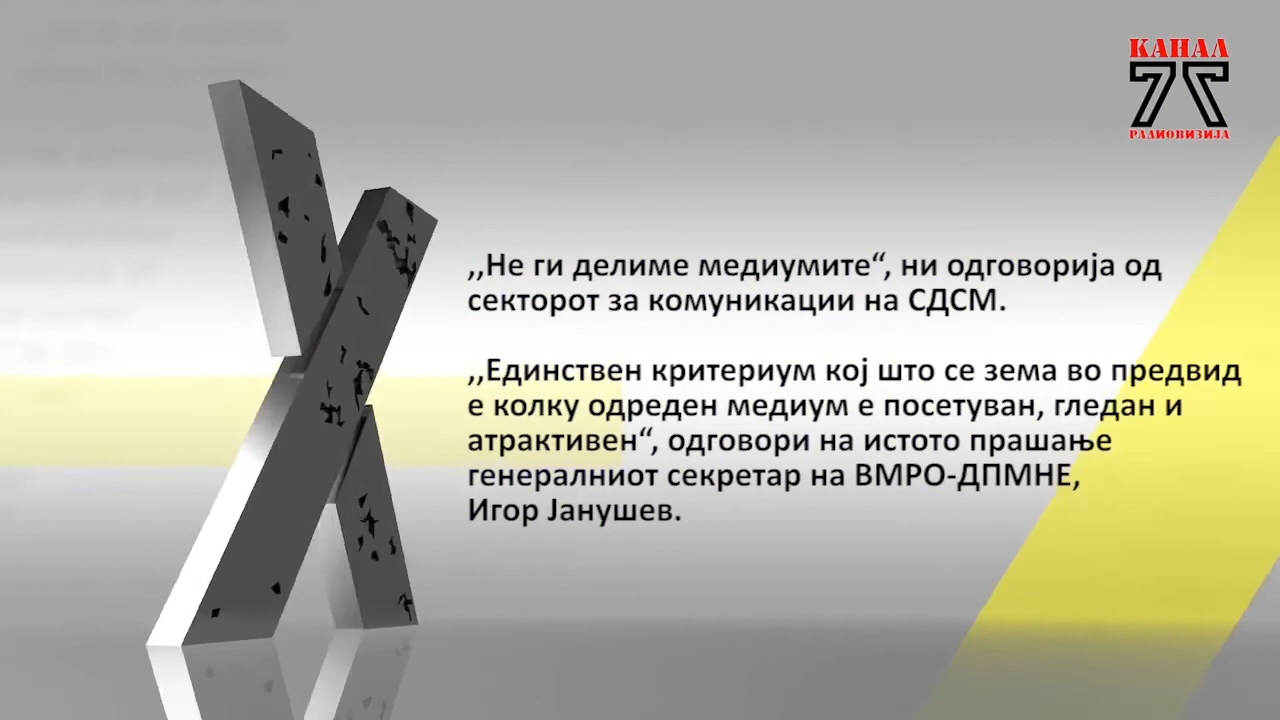 КАНАЛ
77
РАДИОВИЗИЈА
,,Не ги делиме медиумите“, ни одговорија од
секторот за комуникации на СДСМ.
,,Единствен критериум кој што се зема во предвид
е колку одреден медиум е посетуван, гледан и
атрактивен“, одговори на истото прашање
генералниот секретар на ВМРО-ДПМНЕ,
Игор Јанушев.